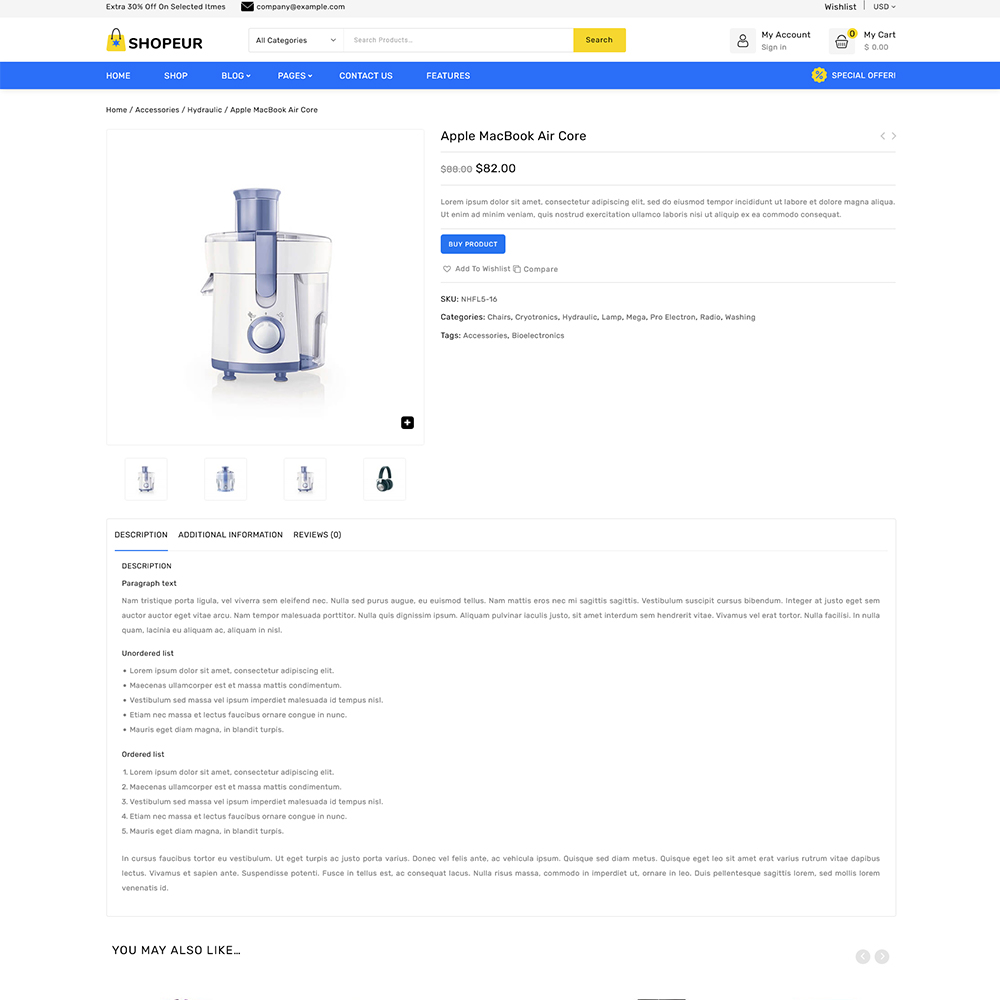 Extra 30% Off On Selected Itmes company@example.com Wishlist USD
SHOPEUR All Categories Search Products... Search My Account Sign in 0 My Cart $ 0.00
HOME SHOP BLOG PAGES CONTACT US FEATURES SPECIAL OFFER!
Home / Accessories / Hydraulic / Apple MacBook Air Core
Apple MacBook Air Core
$88.00 $82.00
Lorem ipsum dolor sit amet, consectetur adipiscing elit, sed do eiusmod tempor incididunt ut labore et dolore magna aliqua.
Ut enim ad minim veniam, quis nostrud exercitation ullamco laboris nisi ut aliquip ex ea commodo consequat.
BUY PRODUCT
Add To Wishlist Compare
SKU: NHFL5-16
Categories: Chairs, Cryotronics, Hydraulic, Lamp, Mega, Pro Electron, Radio, Washing
Tags: Accessories, Bioelectronics
DESCRIPTION ADDITIONAL INFORMATION REVIEWS (0)
DESCRIPTION
Paragraph text
Nam tristique porta ligula, vel viverra sem eleifend nec. Nulla sed purus augue, eu euismod tellus. Nam mattis eros nec mi sagittis sagittis. Vestibulum suscipit cursus bibendum. Integer at justo eget sem
auctor auctor eget vitae arcu. Nam tempor malesuada porttitor. Nulla quis dignissim ipsum. Aliquam pulvinar iaculis justo, sit amet interdum sem hendrerit vitae. Vivamus vel erat tortor. Nulla facilisi. In nulla
quam, lacinia eu aliquam ac, aliquam in nisl.
Unordered list
• Lorem ipsum dolor sit amet, consectetur adipiscing elit.
• Maecenas ullamcorper est et massa mattis condimentum.
• Vestibulum sed massa vel ipsum imperdiet malesuada id tempus nisl.
• Etiam nec massa et lectus faucibus ornare congue in nunc.
• Mauris eget diam magna, in blandit turpis.
Ordered list
1. Lorem ipsum dolor sit amet, consectetur adipiscing elit.
2. Maecenas ullamcorper est et massa mattis condimentum.
3. Vestibulum sed massa vel ipsum imperdiet malesuada id tempus nisl.
4. Etiam nec massa et lectus faucibus ornare congue in nunc.
5. Mauris eget diam magna, in blandit turpis.
In cursus faucibus tortor eu vestibulum. Ut eget turpis ac justo porta varius. Donec vel felis ante, ac vehicula ipsum. Quisque sed diam metus. Quisque eget leo sit amet erat varius rutrum vitae dapibus
lectus. Vivamus et sapien ante. Suspendisse potenti. Fusce in tellus est, ac consequat lacus. Nulla risus massa, commodo in imperdiet ut, ornare in leo. Duis pellentesque sagittis lorem, sed mollis lorem
venenatis id.
YOU MAY ALSO LIKE…